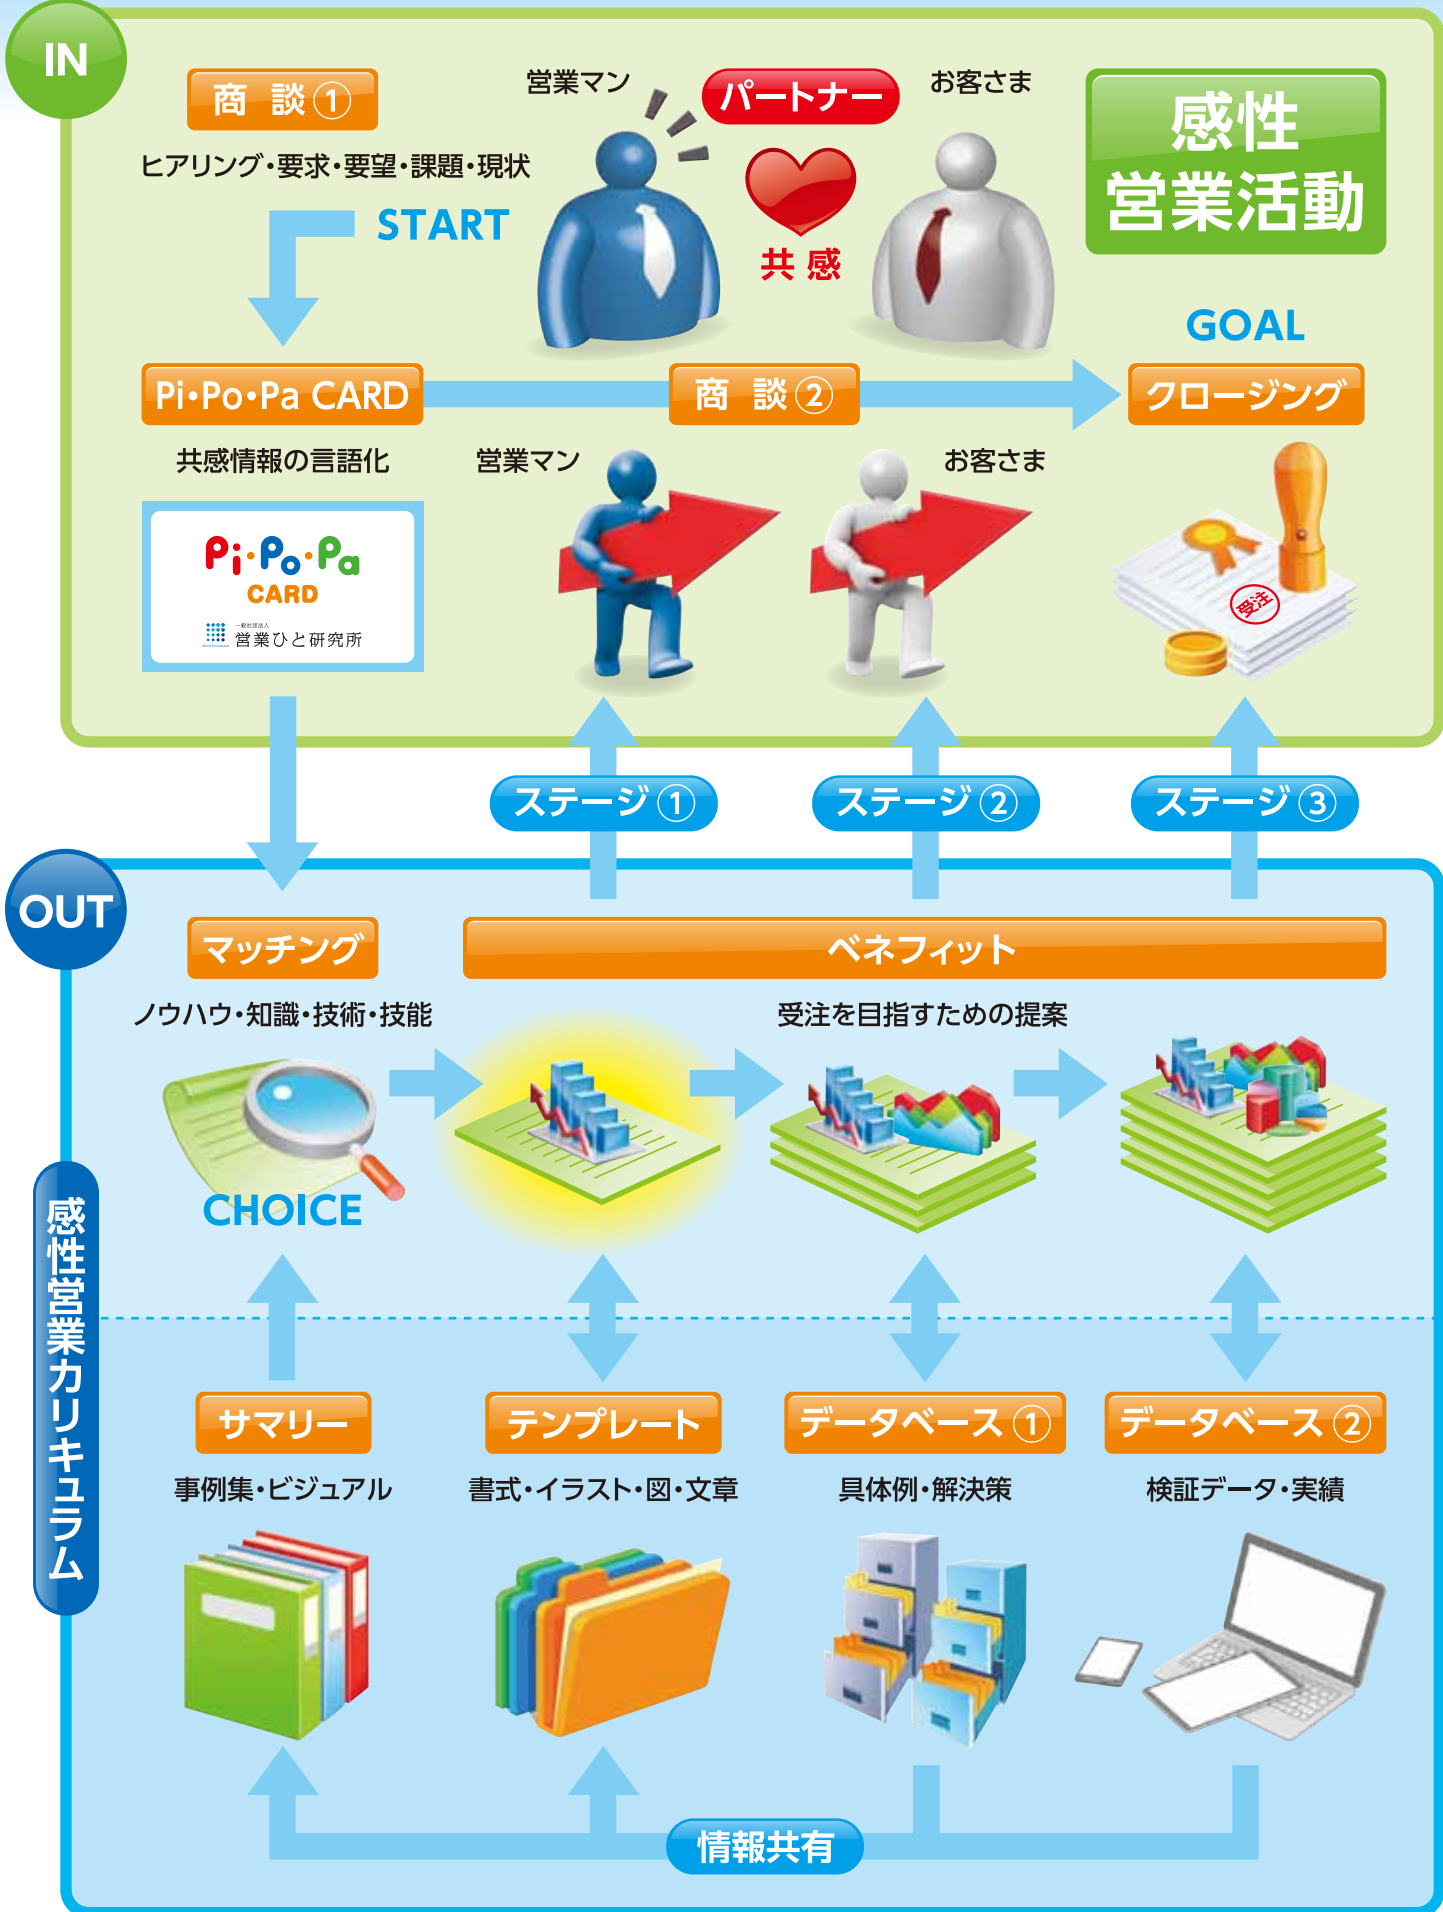 IN
商談①
ヒアリング・要求・要望・課題・現状
START
営業マン
パートナー
お客さま
共感
感性
営業活動
GOAL
Pi・Po・Pa CARD
商談②
クロージング
共感情報の言語化
営業マン
お客さま
Pi・Po・Pa
CARD
一般社団法人
営業ひと研究所
受注
ステージ①
ステージ②
ステージ③
OUT
マッチング
ベネフィット
ノウハウ・知識・技術・技能
受注を目指すための提案
CHOICE
感性営業カリキュラム
サマリー
テンプレート
データベース①
データベース②
事例集・ビジュアル
書式・イラスト・図・文章
具体例・解決策
検証データ・実績
情報共有